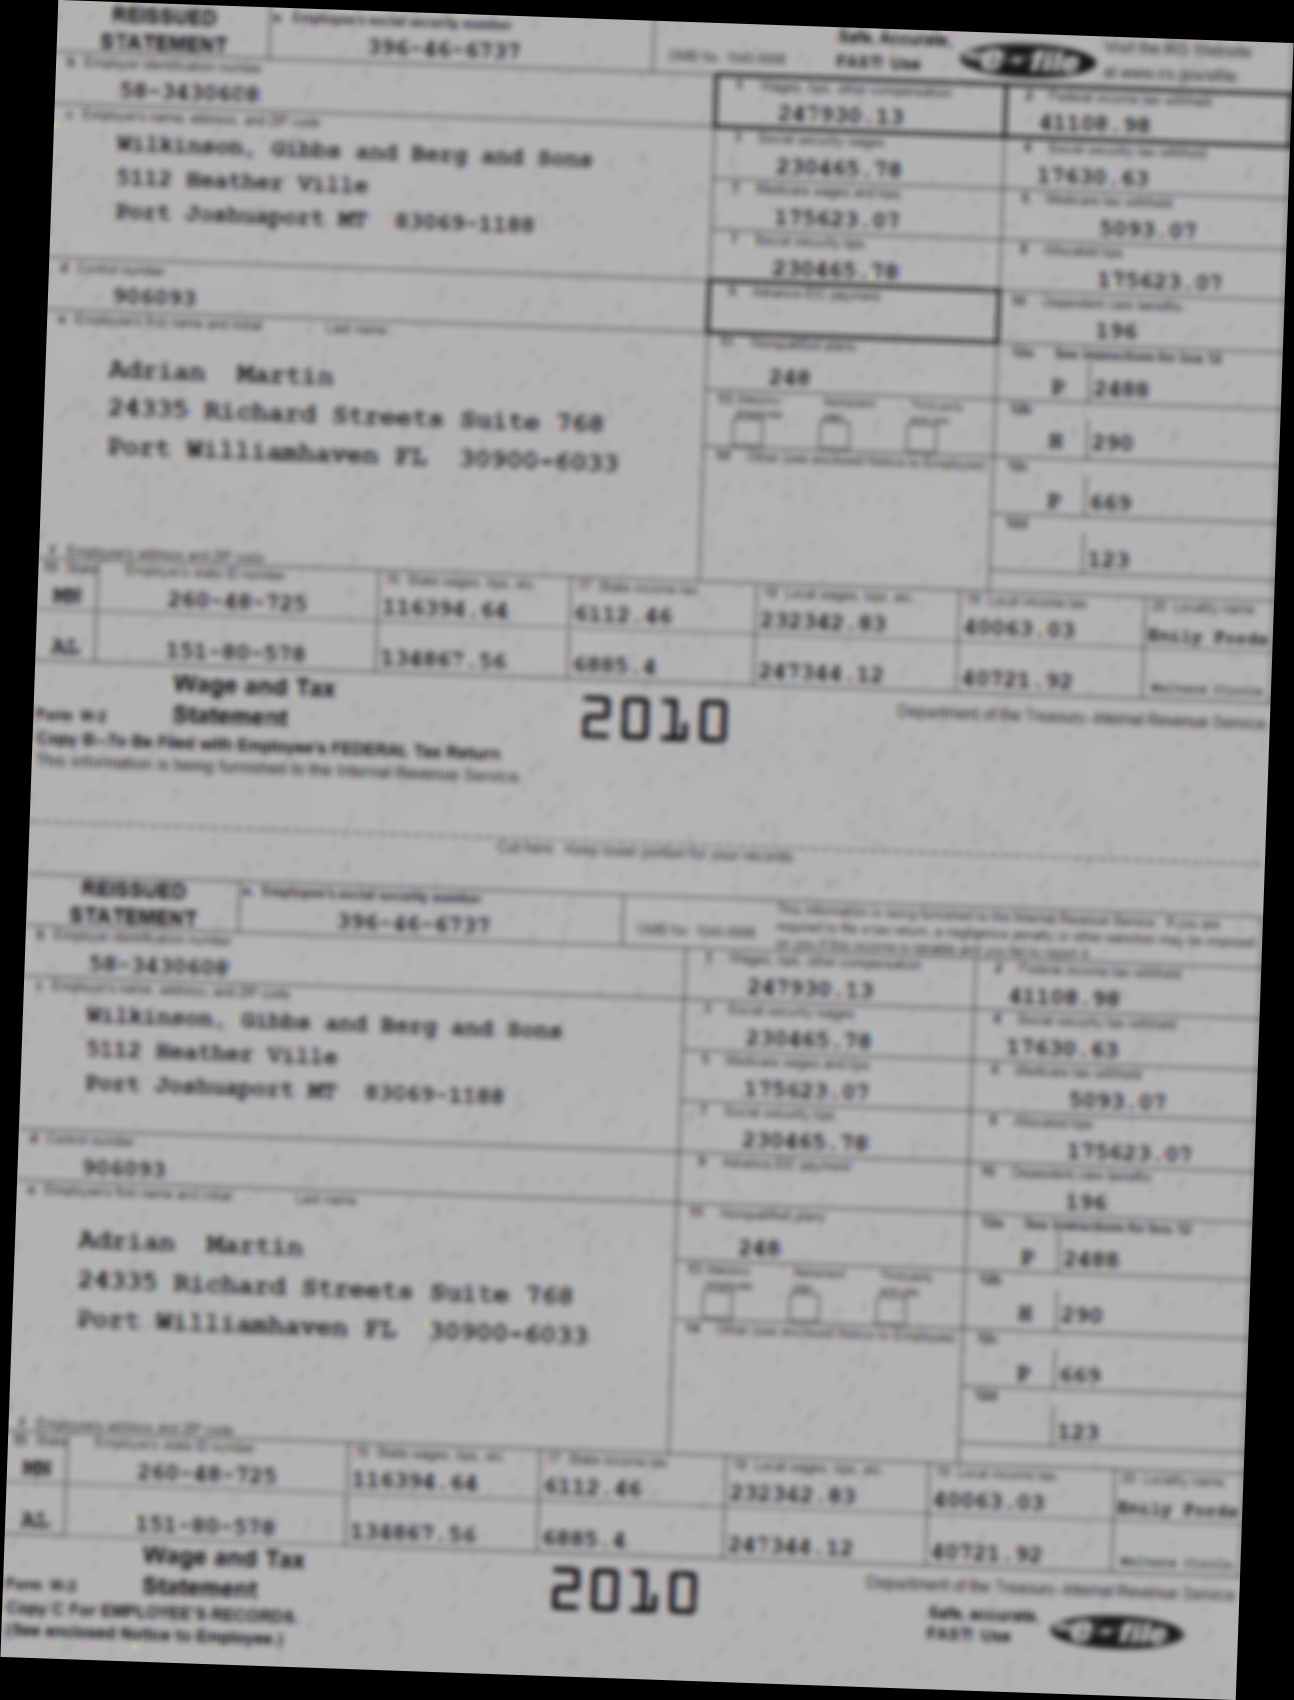 REISSUED STATEMENT
a Employee's social security number
396-46-6737
OMB No. 1545-0008
Safe, Accurate, FAST! Use
e-file
Visit the IRS Website at www.irs.gov/efile.
b Employer identification number
58-3430608
1 Wages, tips, other compensation
247930.13
2 Federal income tax withheld
41108.98
c Employer's name, address, and ZIP code
Wilkinson, Gibbs and Berg and Sons
5112 Heather Ville
Port Joshuaport MT 83069-1188
3 Social security wages
230465.78
4 Social security tax withheld
17630.63
5 Medicare wages and tips
175623.07
6 Medicare tax withheld
5093.07
7 Social security tips
230465.78
8 Allocated tips
175623.07
d Control number
906093
9 Advance EIC payment
10 Dependent care benefits
196
e Employee's first name and initial Last name
Adrian Martin
24335 Richard Streets Suite 768
Port Williamhaven FL 30900-6033
11 Nonqualified plans
248
12a See instructions for box 12
P 2488
13 Statutory employee Retirement plan Third-party sick pay
12b
H 290
14 Other (see enclosed Notice to Employee)
12c
P 669
12d
123
f Employee's address and ZIP code
15 State Employer's state ID number 16 State wages, tips, etc. 17 State income tax 18 Local wages, tips, etc. 19 Local income tax 20 Locality name
MN 260-48-725 116394.64 6112.46 232342.83 40063.03 Emily Forde
AL 151-80-578 134867.56 6885.4 247344.12 40721.92
Wage and Tax
Form W-2 Statement
2010
Department of the Treasury-Internal Revenue Service
Copy B—To Be Filed with Employee's FEDERAL Tax Return
This information is being furnished to the Internal Revenue Service.
Cut here. Keep lower portion for your records.
REISSUED STATEMENT
a Employee's social security number
396-46-6737
OMB No. 1545-0008
This information is being furnished to the Internal Revenue Service. If you are
required to file a tax return, a negligence penalty or other sanction may be imposed
on you if this income is taxable and you fail to report it.
b Employer identification number
58-3430608
1 Wages, tips, other compensation
247930.13
2 Federal income tax withheld
41108.98
c Employer's name, address, and ZIP code
Wilkinson, Gibbs and Berg and Sons
5112 Heather Ville
Port Joshuaport MT 83069-1188
3 Social security wages
230465.78
4 Social security tax withheld
17630.63
5 Medicare wages and tips
175623.07
6 Medicare tax withheld
5093.07
7 Social security tips
230465.78
8 Allocated tips
175623.07
d Control number
906093
9 Advance EIC payment
10 Dependent care benefits
196
e Employee's first name and initial Last name
Adrian Martin
24335 Richard Streets Suite 768
Port Williamhaven FL 30900-6033
11 Nonqualified plans
248
12a See instructions for box 12
P 2488
13 Statutory employee Retirement plan Third-party sick pay
12b
H 290
14 Other (see enclosed Notice to Employee)
12c
P 669
12d
123
f Employee's address and ZIP code
15 State Employer's state ID number 16 State wages, tips, etc. 17 State income tax 18 Local wages, tips, etc. 19 Local income tax 20 Locality name
MN 260-48-725 116394.64 6112.46 232342.83 40063.03 Emily Forde
AL 151-80-578 134867.56 6885.4 247344.12 40721.92
Wage and Tax
Form W-2 Statement
2010
Department of the Treasury-Internal Revenue Service
Copy C For EMPLOYEE'S RECORDS.
(See enclosed Notice to Employee.)
Safe, accurate, FAST! Use
e-file